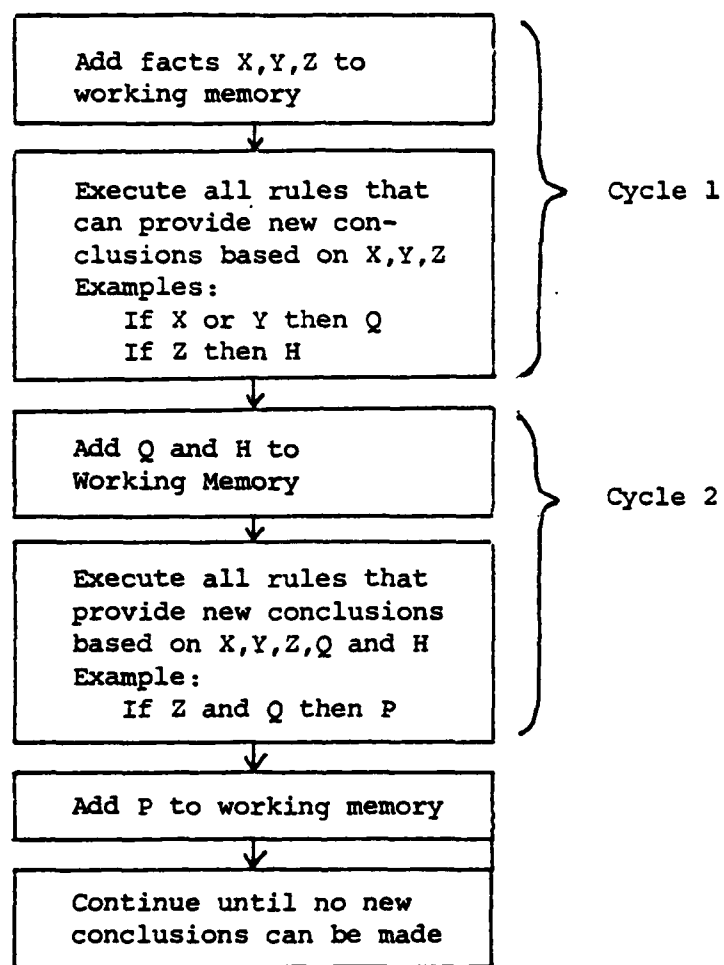 Add facts X,Y,Z to
working memory
Execute all rules that
can provide new con-
clusions based on X,Y,Z
Examples:
If X or Y then Q
If Z then H
Cycle 1
Add Q and H to
Working Memory
Cycle 2
Execute all rules that
provide new conclusions
based on X,Y,Z,Q and H
Example:
If Z and Q then P
Add P to working memory
Continue until no new
conclusions can be made